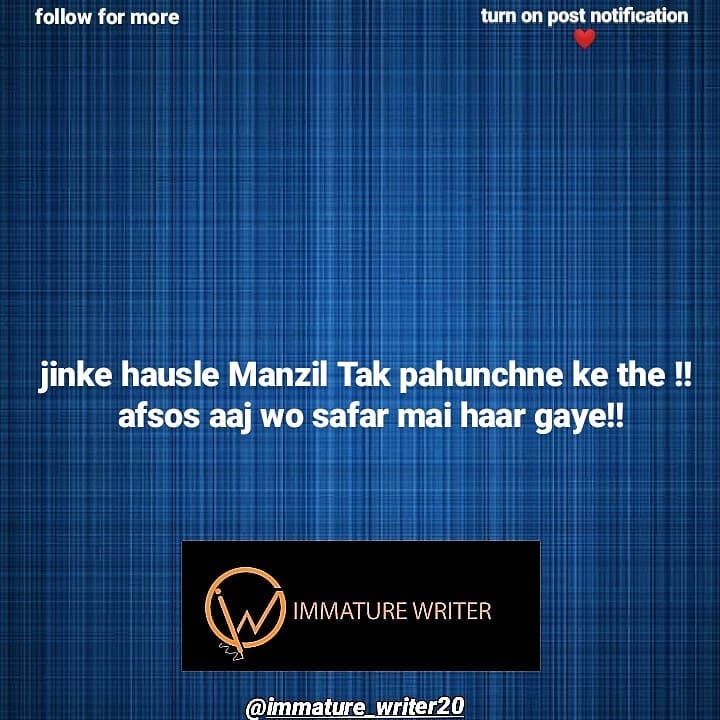 follow for more
turn on post notification
❤️
jinke hausle Manzil Tak pahunchne ke the !!
afsos aaj wo safar mai haar gaye!!
IMMATURE WRITER
@immature_writer20